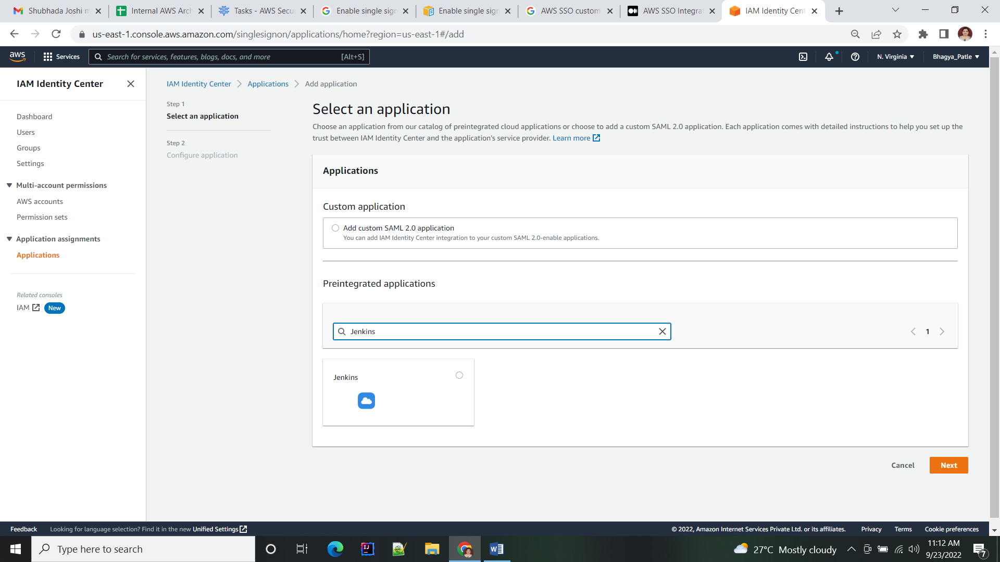 Shubhada Joshi m
Internal AWS Arch
Tasks - AWS Secu
Enable single sign
Enable single sign
AWS SSO custom
AWS SSO Integra
IAM Identity Cent
us-east-1.console.aws.amazon.com/singlesignon/applications/home?region=us-east-1#/add
aws
Services
Search for services, features, blogs, docs, and more
[Alt+S]
N. Virginia
Bhagya_Patle
IAM Identity Center
Dashboard
Users
Groups
Settings
Multi-account permissions
AWS accounts
Permission sets
Application assignments
Applications
Related consoles
IAM
New
IAM Identity Center
Applications
Add application
Step 1
Select an application
Step 2
Configure application
Select an application
Choose an application from our catalog of preintegrated cloud applications or choose to add a custom SAML 2.0 application. Each application comes with detailed instructions to help you set up the
trust between IAM Identity Center and the application's service provider. Learn more
Applications
Custom application
Add custom SAML 2.0 application
You can add IAM Identity Center integration to your custom SAML 2.0-enable applications.
Preintegrated applications
Jenkins
1
Jenkins
Cancel
Next
Feedback
Looking for language selection? Find it in the new Unified Settings
© 2022, Amazon Internet Services Private Ltd. or its affiliates.
Privacy
Terms
Cookie preferences
Type here to search
27°C Mostly cloudy
11:12 AM
9/23/2022
7